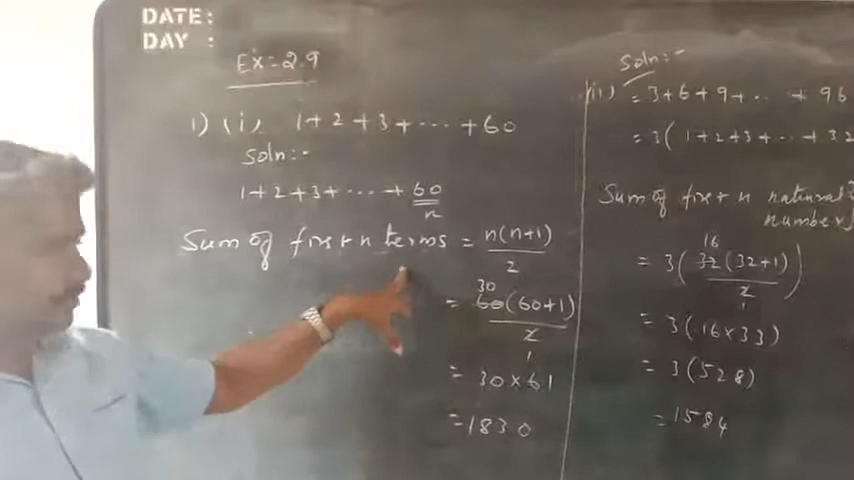 DATE:
DAY :
Ex:- 2.9
1) (i) 1+2+3+....+60
Soln:-
1+2+3+....+60
n
Sum of first n terms = n(n+1)
2
30
= 60(60+1)
2
1
= 30×61
= 1830
Soln:-
(ii) = 3+6+9+... + 96
= 3(1+2+3+...+32
Sum of first n natural
numbers
16
= 3(32(32+1))
2
1
= 3(16×33)
= 3(528)
= 1584